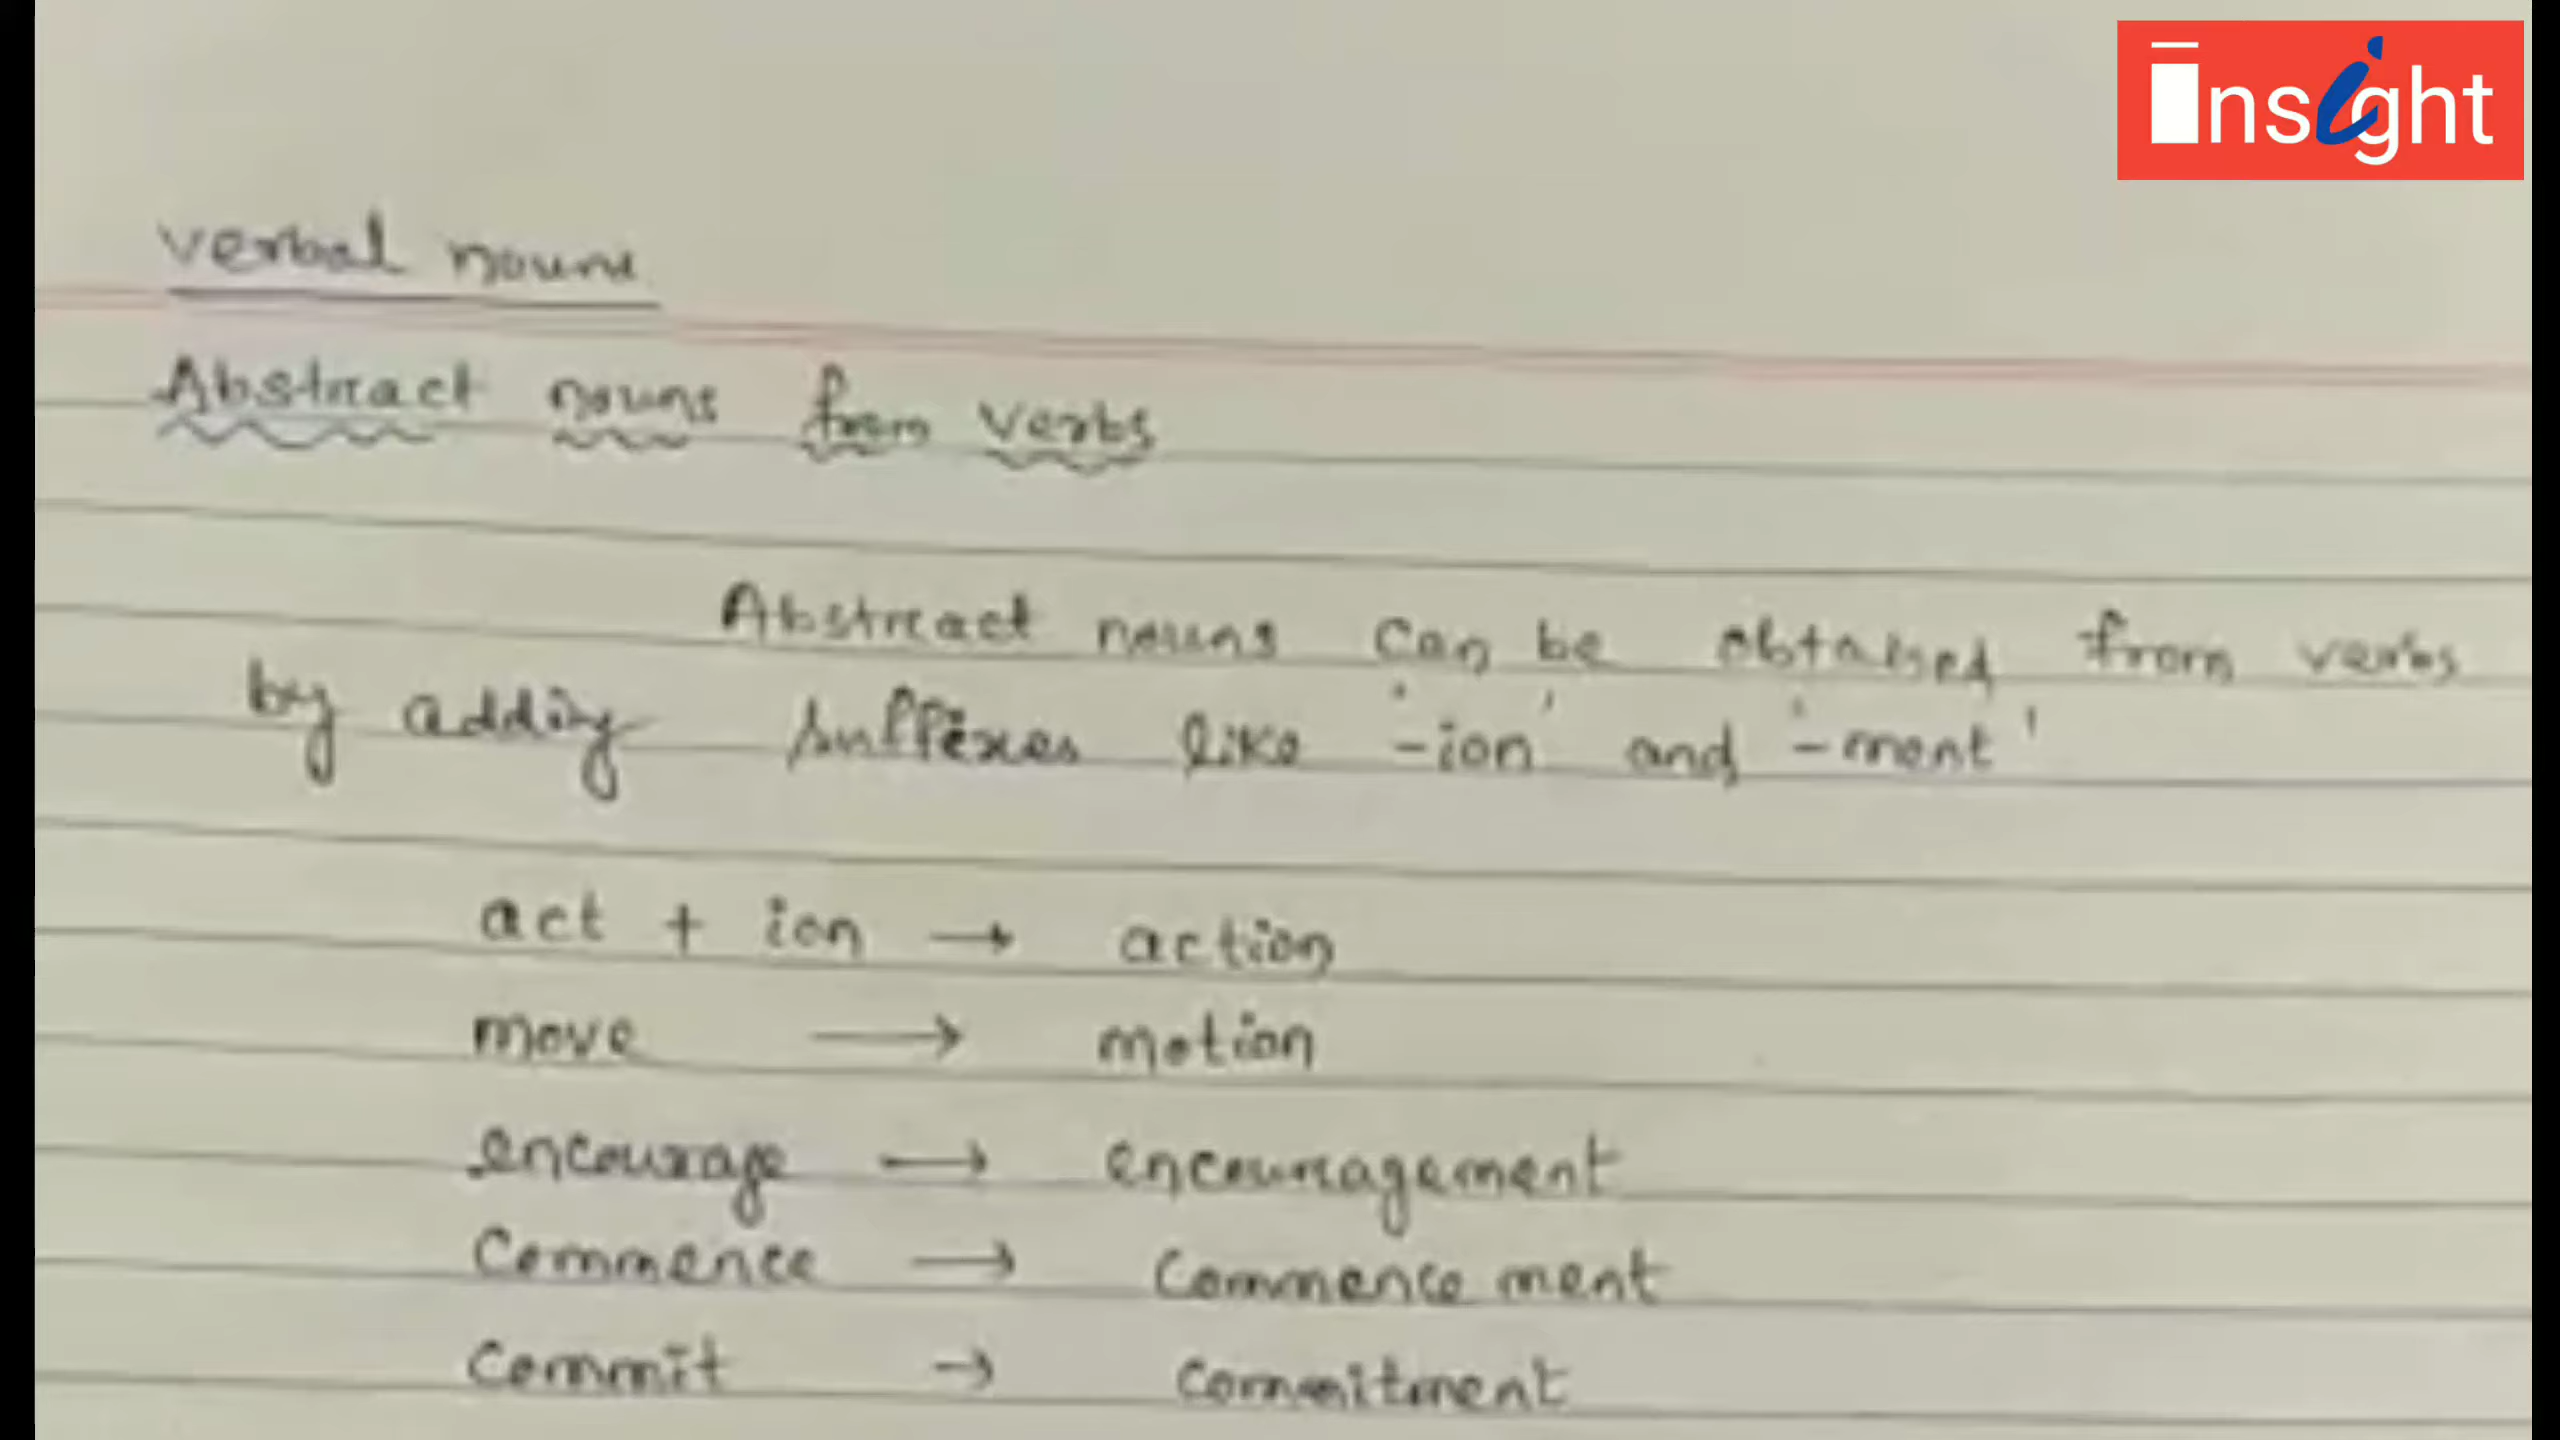 Insight
verbal nouns
Abstract nouns from verbs
Abstract nouns can be obtained from verbs
by adding suffixes like '-ion' and '-ment'
act + ion → action
move → motion
encourage → encouragement
Commence → Commencement
Commit → Commitment